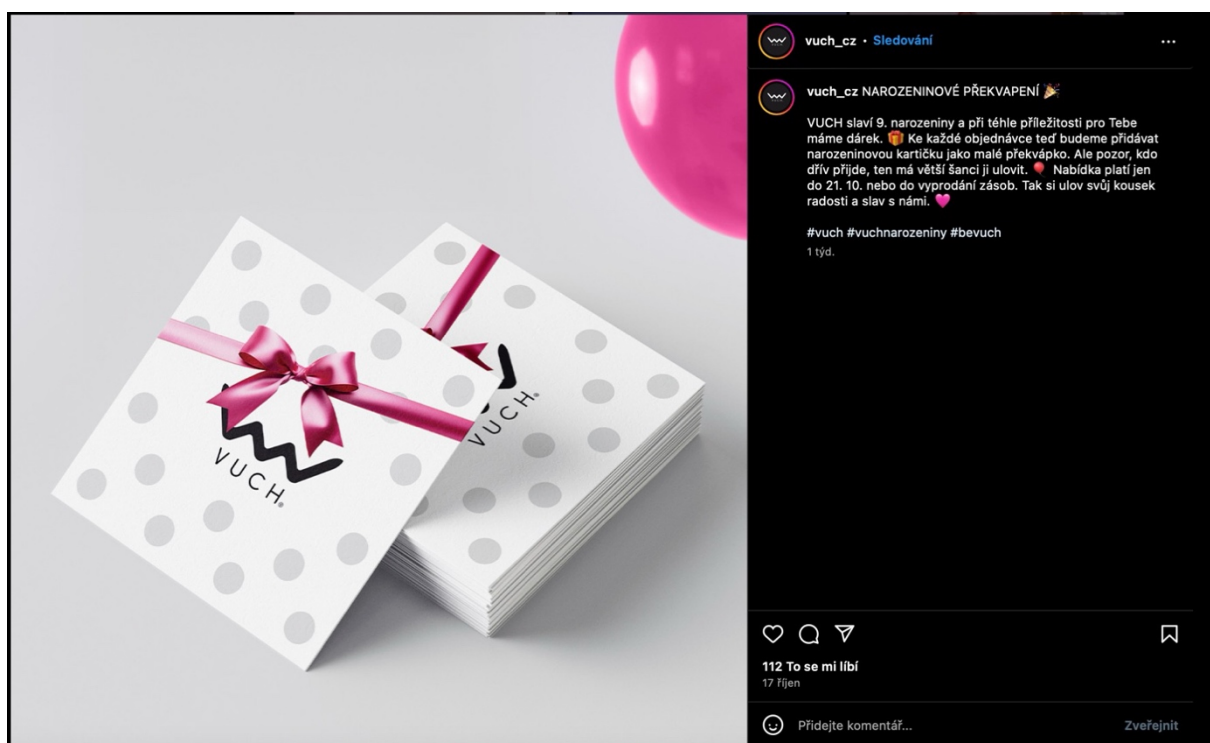 VUCH®
VUCH®
vuch_cz • Sledování
vuch_cz NAROZENINOVÉ PŘEKVAPENÍ 🎉
VUCH slaví 9. narozeniny a při téhle příležitosti pro Tebe
máme dárek. 🎁 Ke každé objednávce teď budeme přidávat
narozeninovou kartičku jako malé překvápko. Ale pozor, kdo
dřív přijde, ten má větší šanci ji ulovit. 🎈 Nabídka platí jen
do 21. 10. nebo do vyprodání zásob. Tak si ulov svůj kousek
radosti a slav s námi. 💗
#vuch #vuchnarozeniny #bevuch
1 týd.
112 To se mi líbí
17 říjen
Přidejte komentář...
Zveřejnit